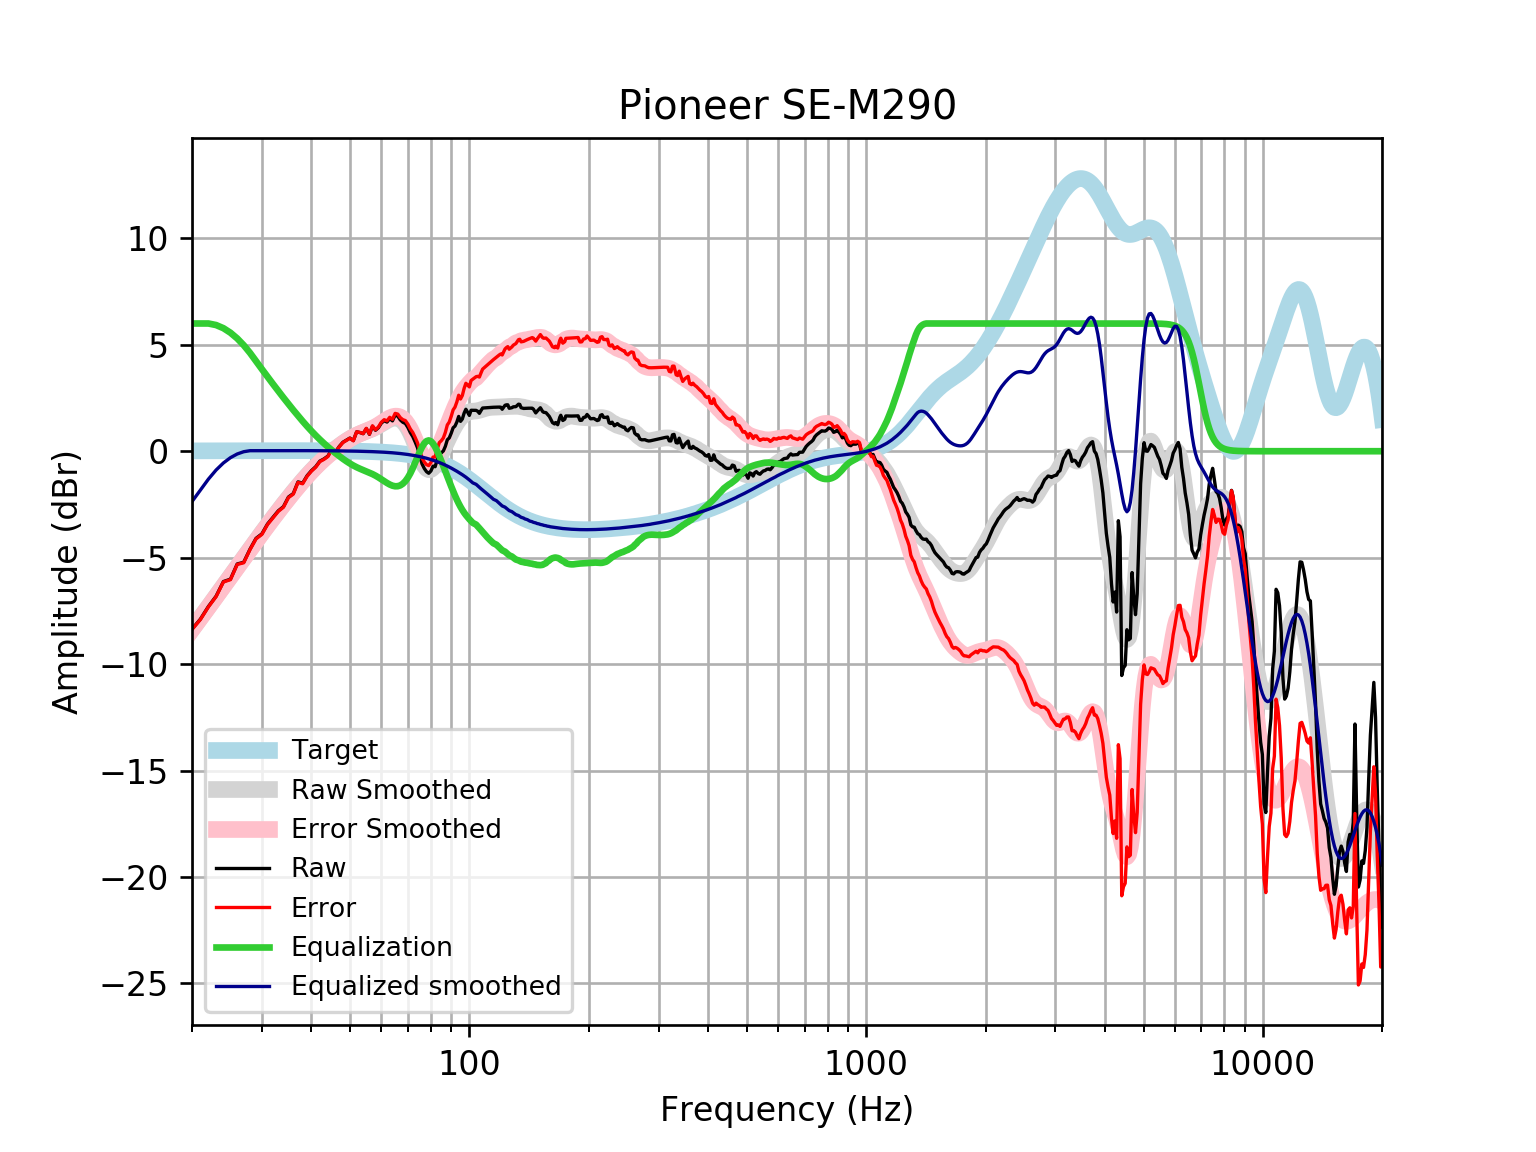 Pioneer SE-M290
Amplitude (dBr)
10
5
0
−5
−10
−15
−20
−25
Target
Raw Smoothed
Error Smoothed
Raw
Error
Equalization
Equalized smoothed
100 1000 10000
Frequency (Hz)